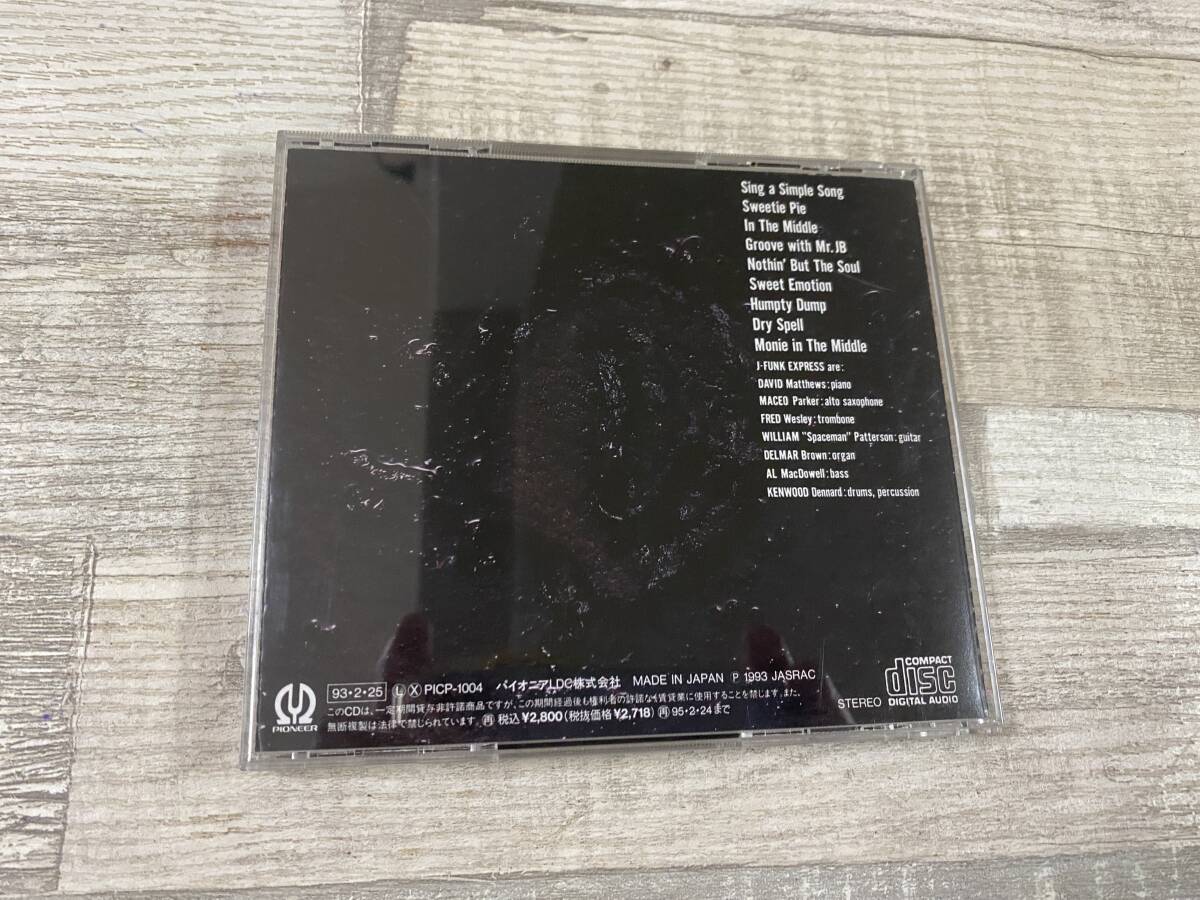 Sing a Simple Song
Sweetie Pie
In The Middle
Groove with Mr.JB
Nothin' But The Soul
Sweet Emotion
Humpty Dump
Dry Spell
Monie in The Middle
J-FUNK EXPRESS are:
DAVID Matthews:piano
MACEO Parker:alto saxophone
FRED Wesley:trombone
WILLIAM "Spaceman" Patterson:guitar
DELMAR Brown:organ
AL MacDowell:bass
KENWOOD Dennard:drums, percussion
PIONEER
93・2・25 Ⓛ Ⓧ PICP-1004 パイオニアLDC株式会社 MADE IN JAPAN Ⓟ 1993 JASRAC
このCDは、一定期間貸与非許諾商品ですが、この期間経過後も権利者の許諾なく賃貸業に使用することを禁じます。また、
無断複製は法律で禁じられています。㊢ 税込¥2,800(税抜価格¥2,718) ㊢ 95・2・24まで
STEREO
COMPACT
disc
DIGITAL AUDIO